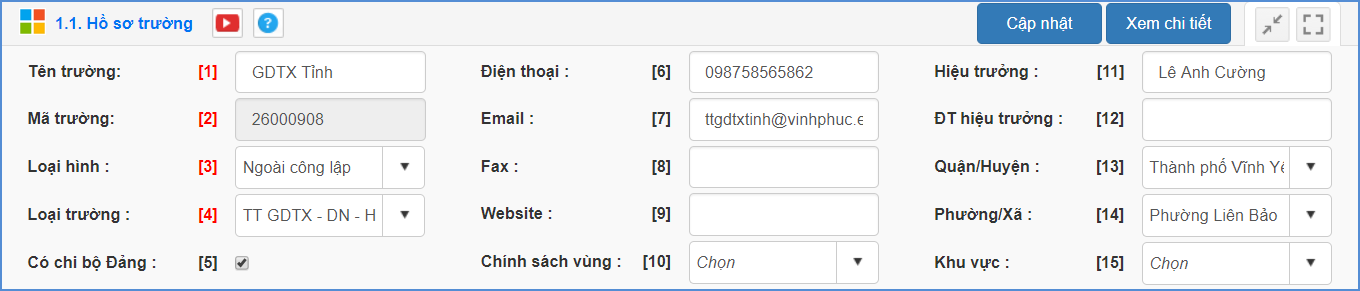 1.1. Hồ sơ trường ? Cập nhật Xem chi tiết
Tên trường: [1] GDTX Tỉnh Điện thoại : [6] 098758565862 Hiệu trưởng : [11] Lê Anh Cường
Mã trường: [2] 26000908 Email : [7] ttgdtxtinh@vinhphuc.e ĐT hiệu trưởng : [12]
Loại hình : [3] Ngoài công lập Fax : [8] Quận/Huyện : [13] Thành phố Vĩnh Yê
Loại trường : [4] TT GDTX - DN - H Website : [9] Phường/Xã : [14] Phường Liên Bảo
Có chi bộ Đảng : [5] Chính sách vùng : [10] Chọn Khu vực : [15] Chọn